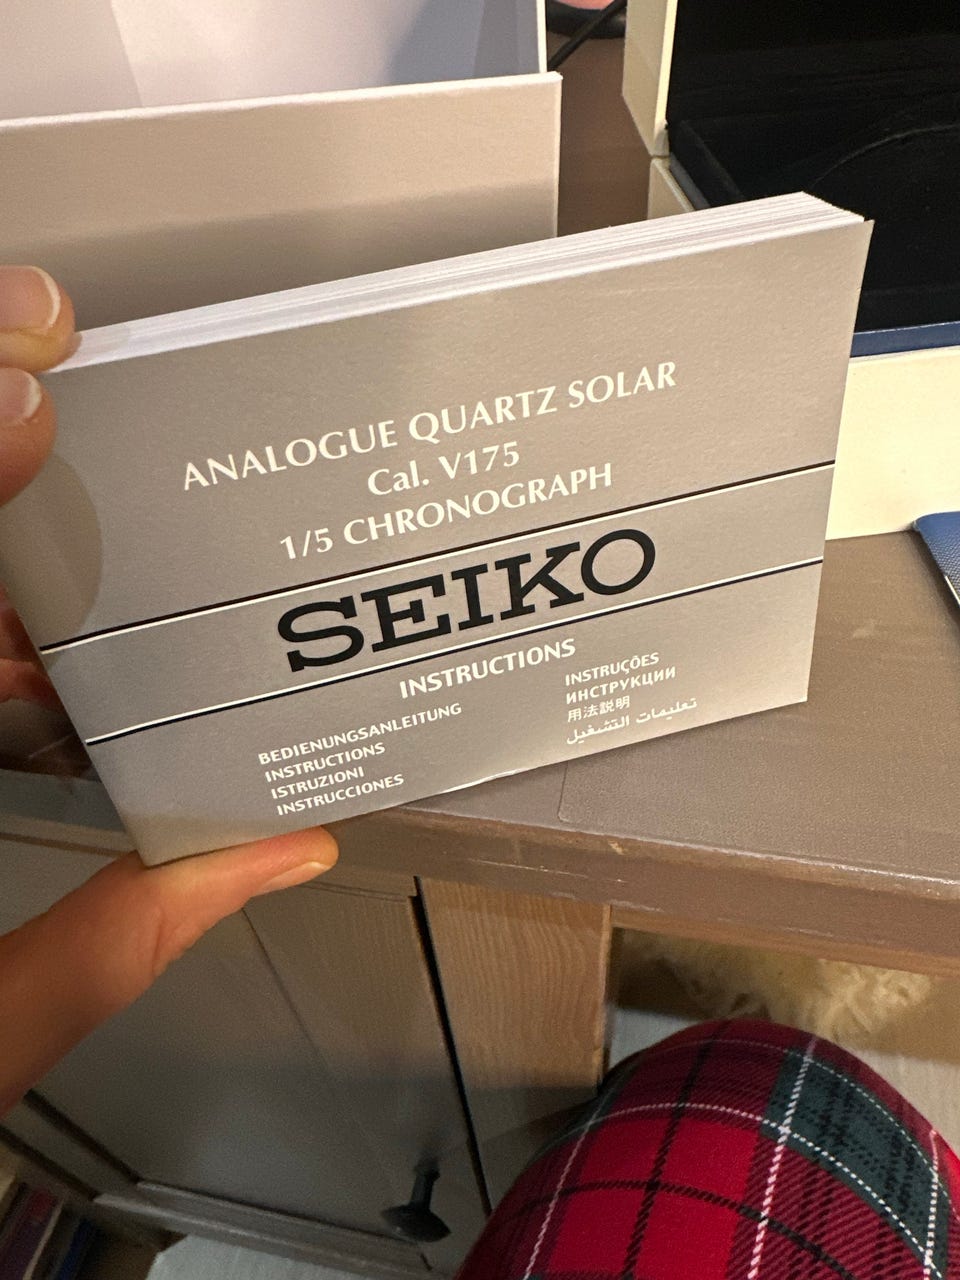 ANALOGUE QUARTZ SOLAR
Cal. V175
1/5 CHRONOGRAPH
SEIKO
INSTRUCTIONS
BEDIENUNGSANLEITUNG
INSTRUCTIONS
ISTRUZIONI
INSTRUCCIONES
INSTRUÇÕES
ИНСТРУКЦИИ
用法説明
تعليمات التشغيل